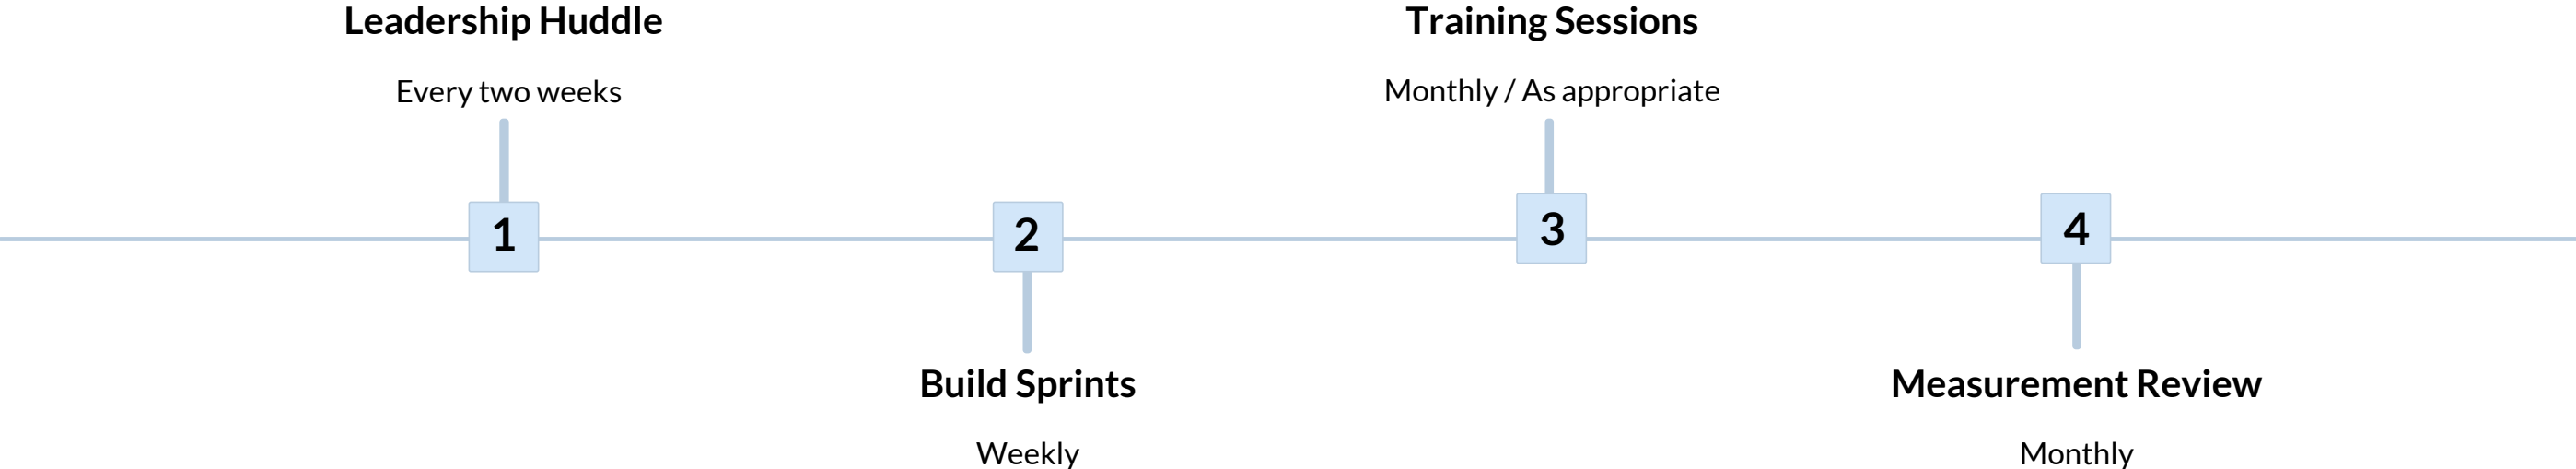 Leadership Huddle
Every two weeks
1
2
Build Sprints
Weekly
Training Sessions
Monthly / As appropriate
3
4
Measurement Review
Monthly